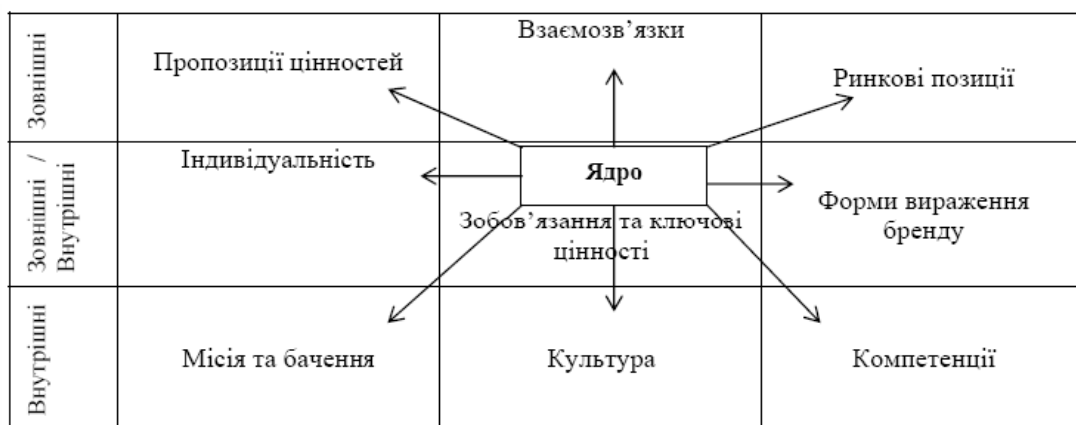 Зовнішні
Пропозиції цінностей
Взаємозв’язки
Ринкові позиції
Зовнішні /
Внутрішні
Індивідуальність
Ядро
Зобов’язання та ключові
цінності
Форми вираження
бренду
Внутрішні
Місія та бачення
Культура
Компетенції